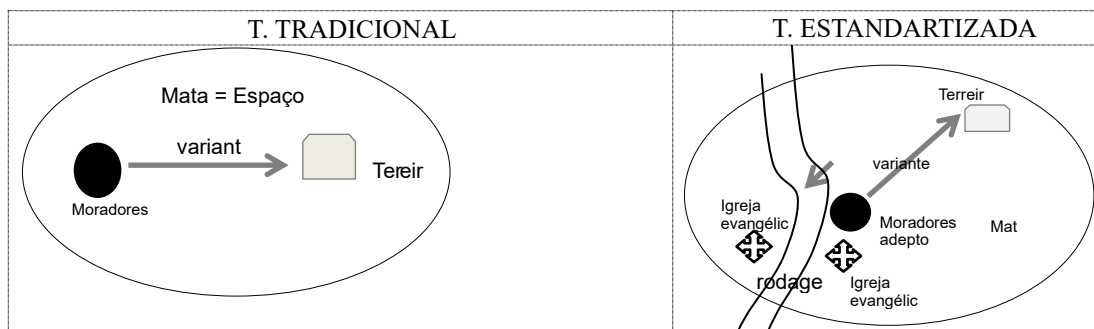 T. TRADICIONAL
Mata = Espaço
variant
Tereir
Moradores
T. ESTANDARTIZADA
Terreir
variante
Igreja
evangélic
Moradores
adepto
Mat
rodage
Igreja
evangélic